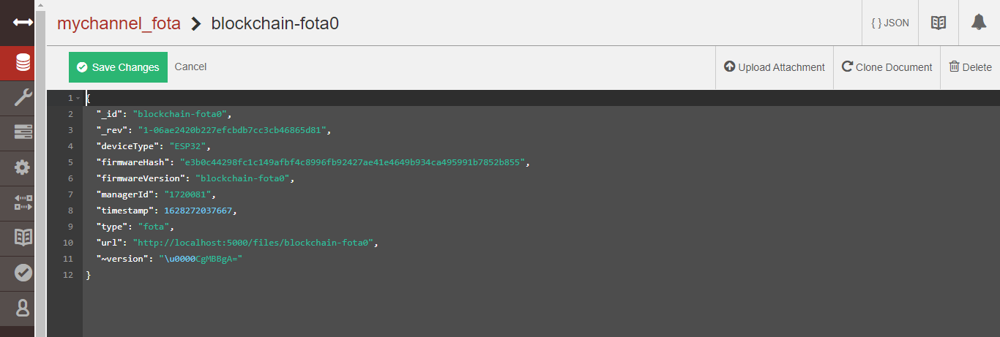 mychannel_fota > blockchain-fota0
{ } JSON
Save Changes Cancel
Upload Attachment Clone Document Delete
1 {
2 "_id": "blockchain-fota0",
3 "_rev": "1-06ae2420b227efcbdb7cc3cb46865d81",
4 "deviceType": "ESP32",
5 "firmwareHash": "e3b0c44298fc1c149afbf4c8996fb92427ae41e4649b934ca495991b7852b855",
6 "firmwareVersion": "blockchain-fota0",
7 "managerId": "1720081",
8 "timestamp": 1628272037667,
9 "type": "fota",
10 "url": "http://localhost:5000/files/blockchain-fota0",
11 "~version": "\u0000CgMBBgA="
12 }